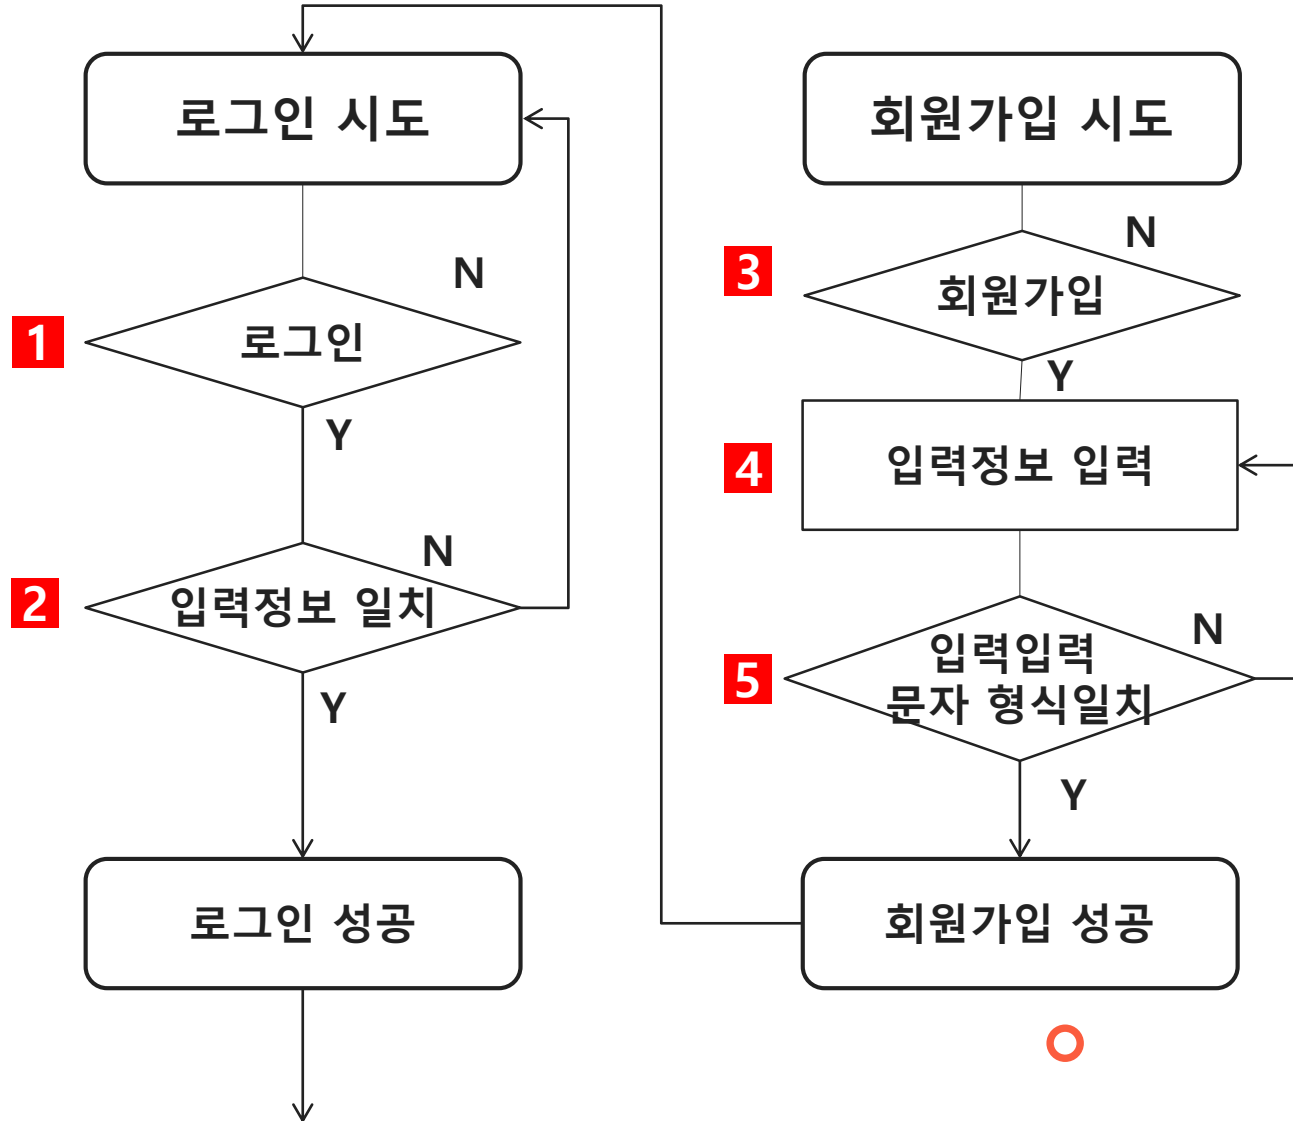 로그인 시도
N
1
로그인
Y
N
2
입력정보 일치
Y
로그인 성공
회원가입 시도
N
3
회원가입
Y
4
입력정보 입력
N
5
입력입력
문자 형식일치
Y
회원가입 성공